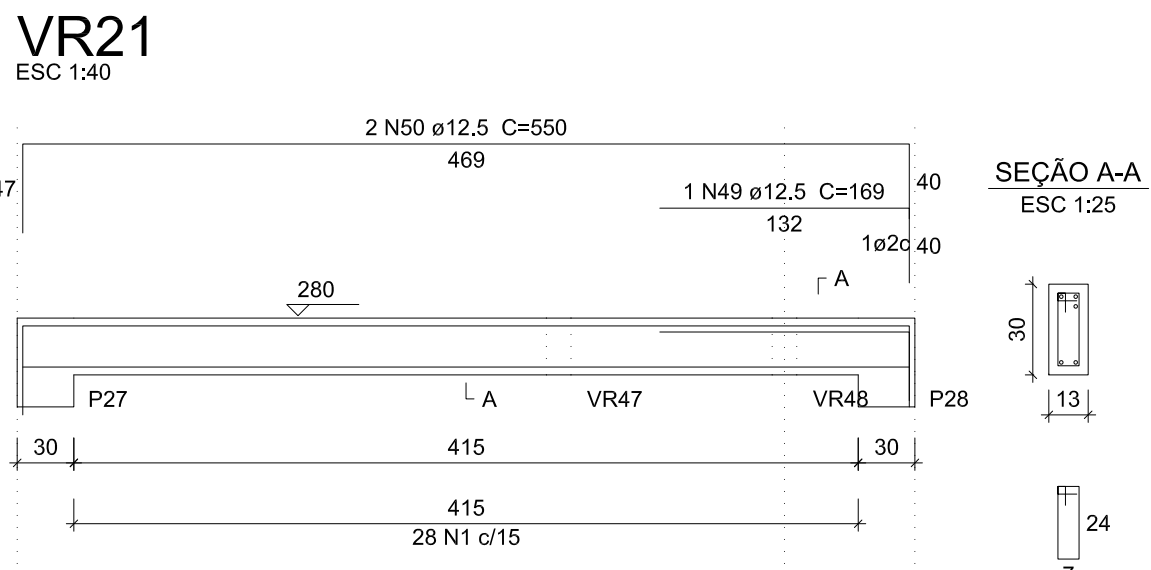 VR21
ESC 1:40
2 N50 ø12.5 C=550
469
47
40
1 N49 ø12.5 C=169
132
1ø2c
40
SEÇÃO A-A
ESC 1:25
A
280
30
13
P27
A
VR47
VR48
P28
30
415
30
415
28 N1 c/15
24
7